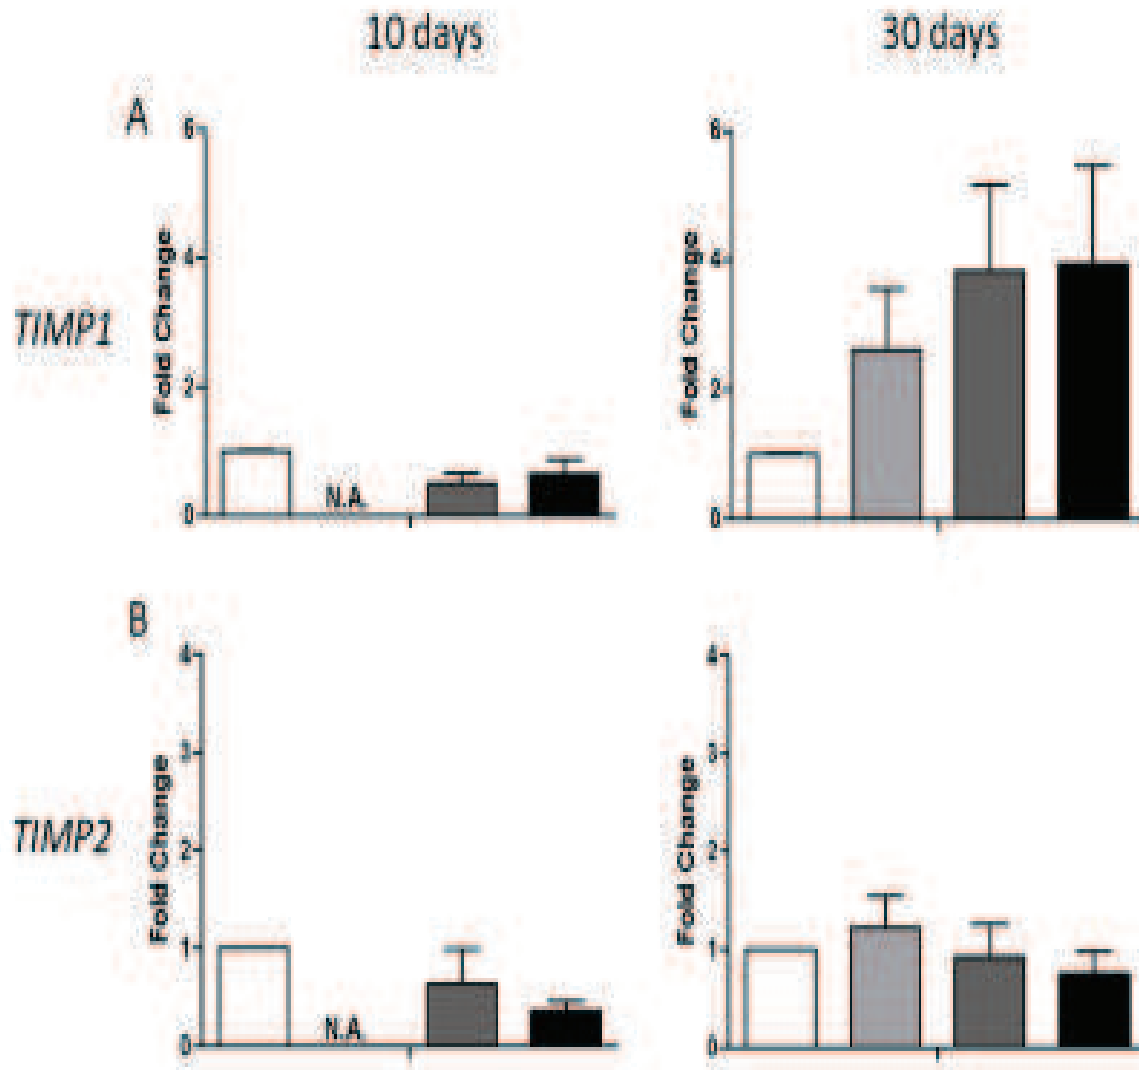 10 days 30 days
A
6 6
4 4
2 2
0 0
Fold Change Fold Change
TIMP1
N.A.
B
4 4
3 3
2 2
1 1
0 0
Fold Change Fold Change
TIMP2
N.A.